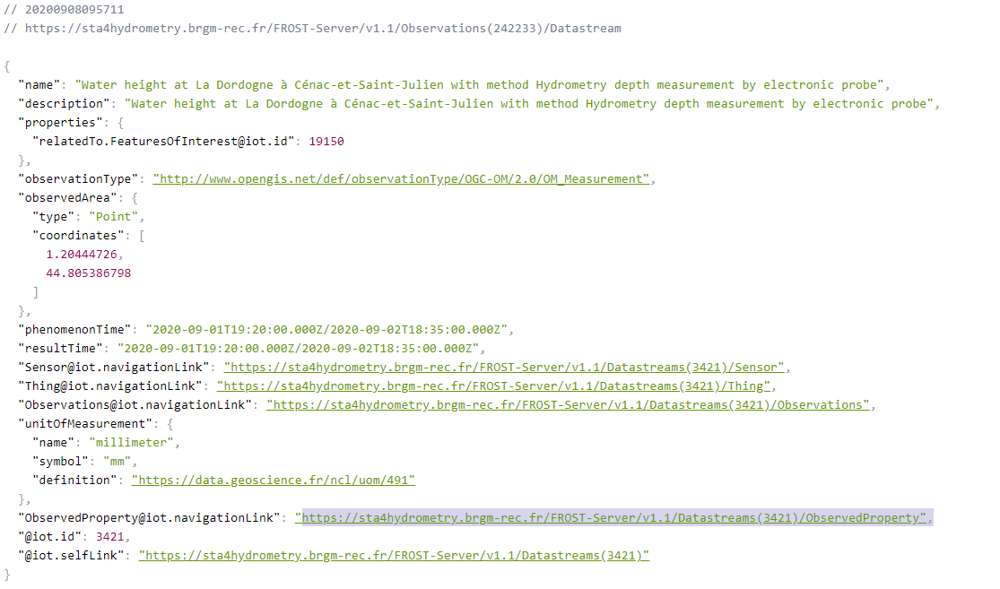 // 20200908095711
// https://sta4hydrometry.brgm-rec.fr/FROST-Server/v1.1/Observations(242233)/Datastream
{
"name": "Water height at La Dordogne à Cénac-et-Saint-Julien with method Hydrometry depth measurement by electronic probe",
"description": "Water height at La Dordogne à Cénac-et-Saint-Julien with method Hydrometry depth measurement by electronic probe",
"properties": {
"relatedTo.FeaturesOfInterest@iot.id": 19150
},
"observationType": "http://www.opengis.net/def/observationType/OGC-OM/2.0/OM_Measurement",
"observedArea": {
"type": "Point",
"coordinates": [
1.20444726,
44.805386798
]
},
"phenomenonTime": "2020-09-01T19:20:00.000Z/2020-09-02T18:35:00.000Z",
"resultTime": "2020-09-01T19:20:00.000Z/2020-09-02T18:35:00.000Z",
"Sensor@iot.navigationLink": "https://sta4hydrometry.brgm-rec.fr/FROST-Server/v1.1/Datastreams(3421)/Sensor",
"Thing@iot.navigationLink": "https://sta4hydrometry.brgm-rec.fr/FROST-Server/v1.1/Datastreams(3421)/Thing",
"Observations@iot.navigationLink": "https://sta4hydrometry.brgm-rec.fr/FROST-Server/v1.1/Datastreams(3421)/Observations",
"unitOfMeasurement": {
"name": "millimeter",
"symbol": "mm",
"definition": "https://data.geoscience.fr/ncl/uom/491"
},
"ObservedProperty@iot.navigationLink": "https://sta4hydrometry.brgm-rec.fr/FROST-Server/v1.1/Datastreams(3421)/ObservedProperty",
"@iot.id": 3421,
"@iot.selfLink": "https://sta4hydrometry.brgm-rec.fr/FROST-Server/v1.1/Datastreams(3421)"
}